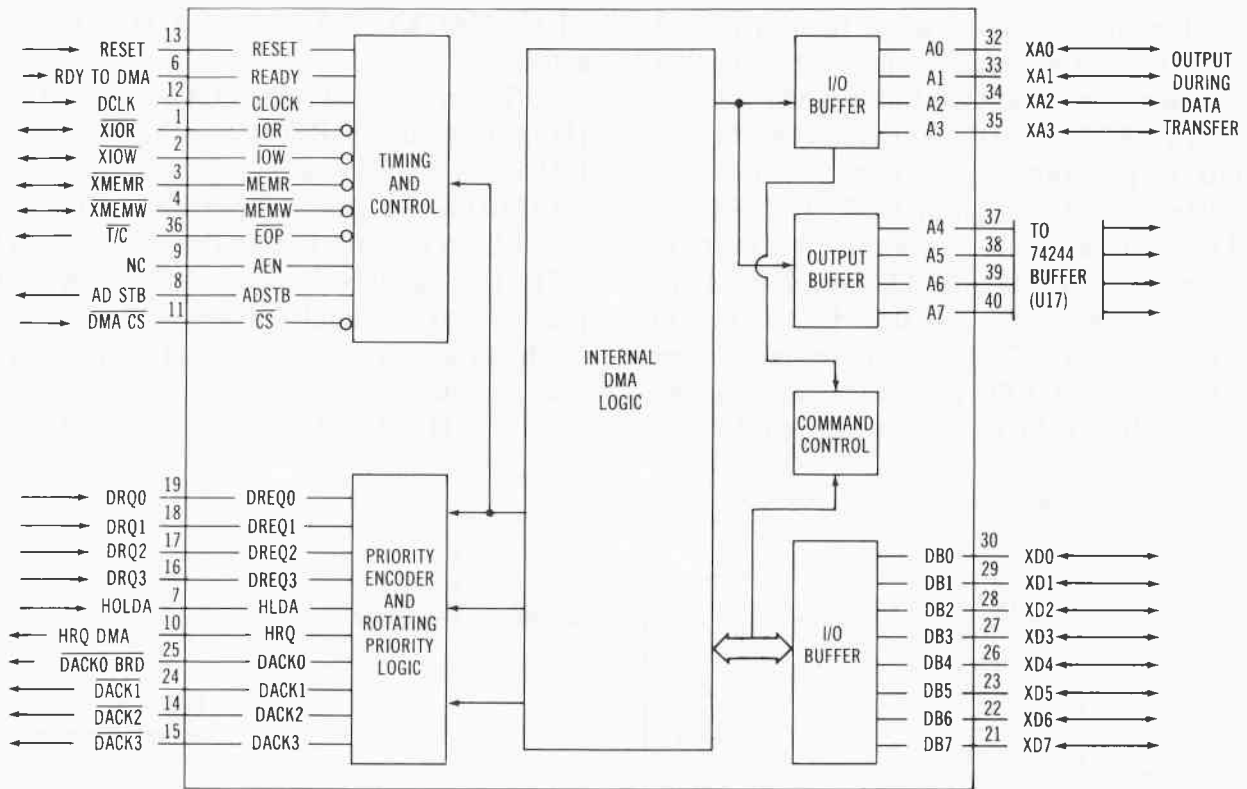 RESET 13 RESET
RDY TO DMA 6 READY
DCLK 12 CLOCK
XIOR 1 IOR
XIOW 2 IOW
XMEMR 3 MEMR
XMEMW 4 MEMW
T/C 36 EOP
NC 9 AEN
AD STB 8 ADSTB
DMA CS 11 CS
TIMING
AND
CONTROL
DRQ0 19 DREQ0
DRQ1 18 DREQ1
DRQ2 17 DREQ2
DRQ3 16 DREQ3
HOLDA 7 HLDA
HRQ DMA 10 HRQ
DACK0 BRD 25 DACK0
DACK1 24 DACK1
DACK2 14 DACK2
DACK3 15 DACK3
PRIORITY
ENCODER
AND
ROTATING
PRIORITY
LOGIC
INTERNAL
DMA
LOGIC
I/O
BUFFER
A0 32 XA0
A1 33 XA1
A2 34 XA2
A3 35 XA3
OUTPUT
DURING
DATA
TRANSFER
OUTPUT
BUFFER
A4 37
A5 38
A6 39
A7 40
TO
74244
BUFFER
(U17)
COMMAND
CONTROL
I/O
BUFFER
DB0 30 XD0
DB1 29 XD1
DB2 28 XD2
DB3 27 XD3
DB4 26 XD4
DB5 23 XD5
DB6 22 XD6
DB7 21 XD7